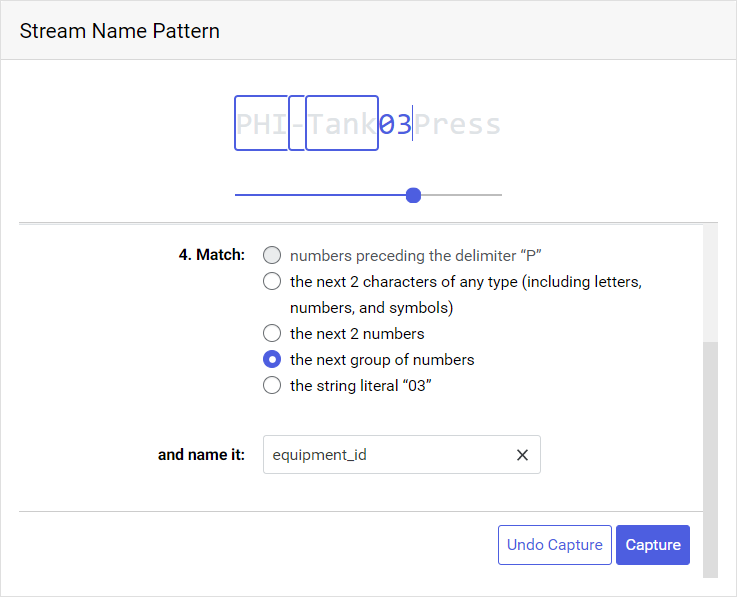 Stream Name Pattern
PHI-Tank03Press
4. Match:
numbers preceding the delimiter “P”
the next 2 characters of any type (including letters,
numbers, and symbols)
the next 2 numbers
the next group of numbers
the string literal “03”
and name it: equipment_id
Undo Capture Capture